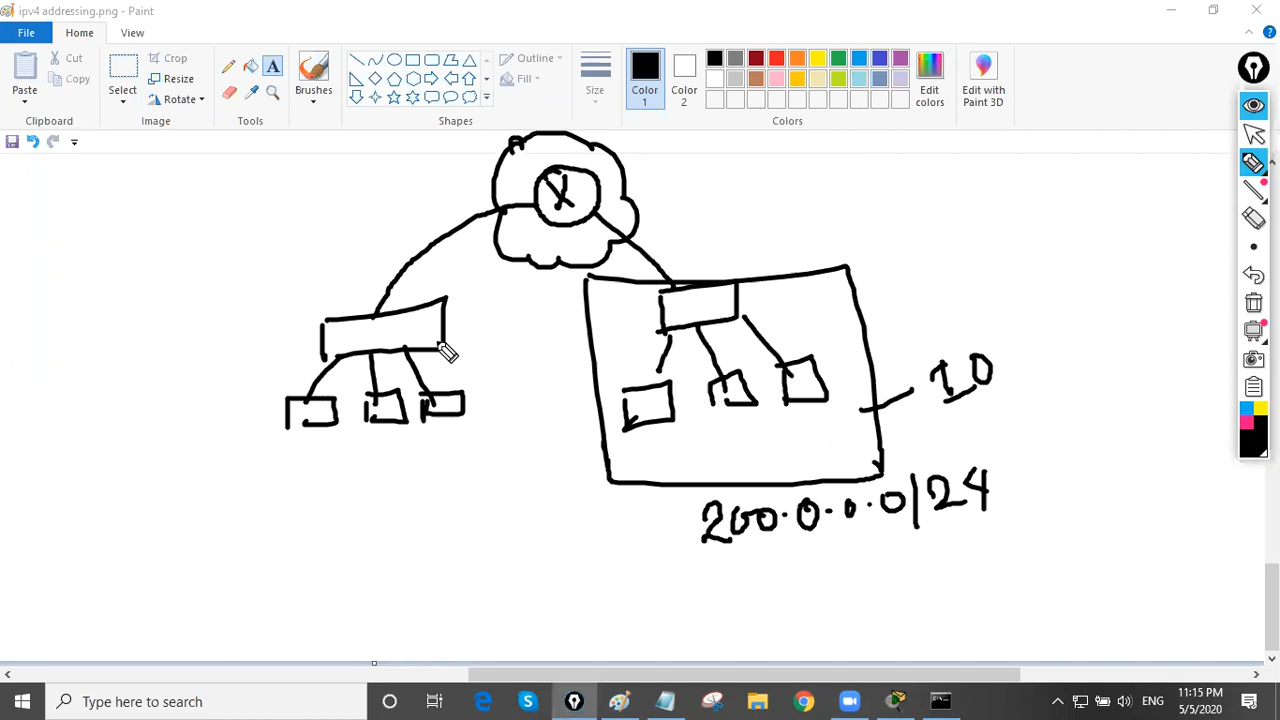 ipv4 addressing.png - Paint
File
Home
View
Paste
Cut
Copy
Clipboard
Select
Crop
Resize
Rotate
Image
A
Tools
Brushes
Outline
Fill
Shapes
Size
Color 1
Color 2
Edit colors
Edit with Paint 3D
Colors
X
10
200.0.0.0/24
Type here to search
ENG
11:15 PM
5/5/2020